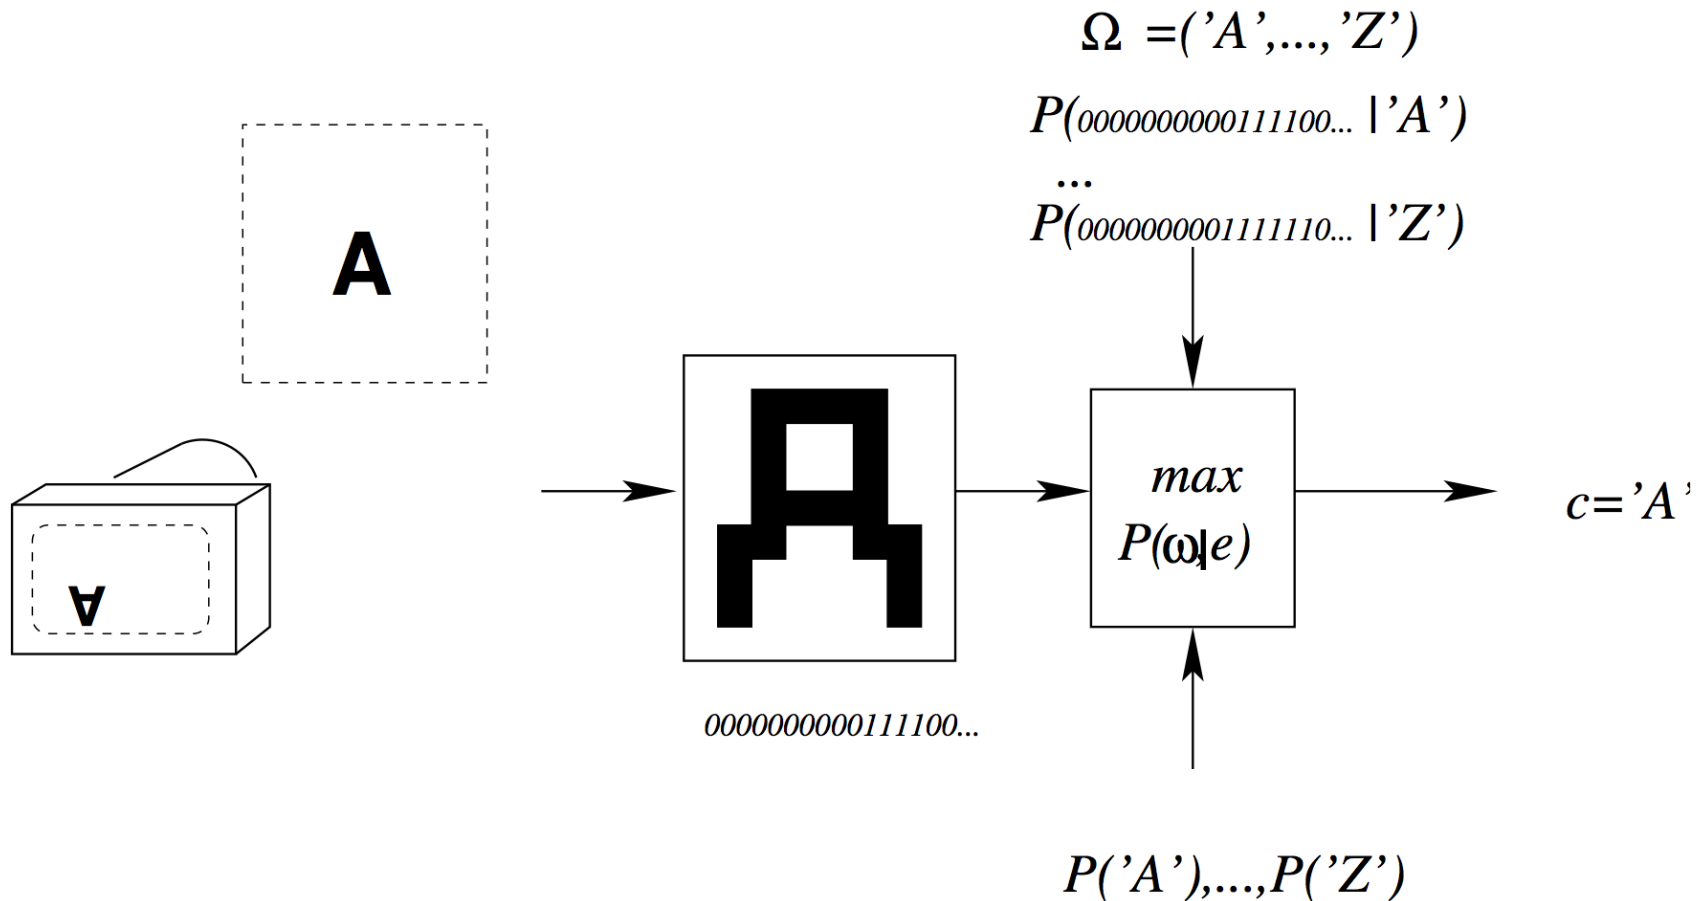 Ω =('A',...,'Z')
P(0000000000111100... |'A')
...
P(0000000001111110... |'Z')
A
∀
max
P(ω,|e)
c='A'
0000000000111100...
P('A'),...,P('Z')